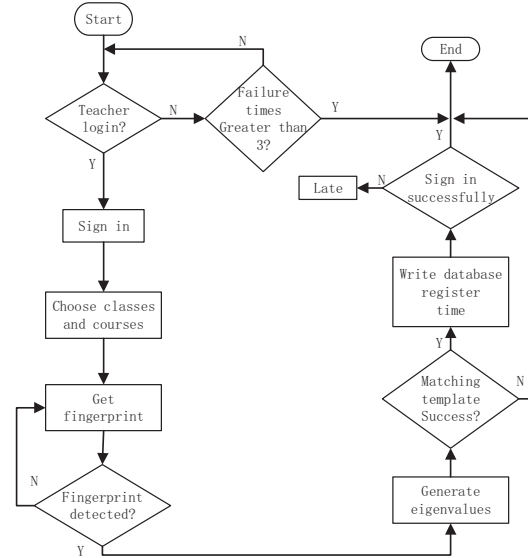 Start
N
End
Teacher
login?
N
Failure
times
Greater than
3?
Y
Y
Y
Late
N
Sign in
successfully
Sign in
Write database
register
time
Choose classes
and courses
Y
Get
fingerprint
Matching
template
Success?
N
N
Fingerprint
detected?
Generate
eigenvalues
Y